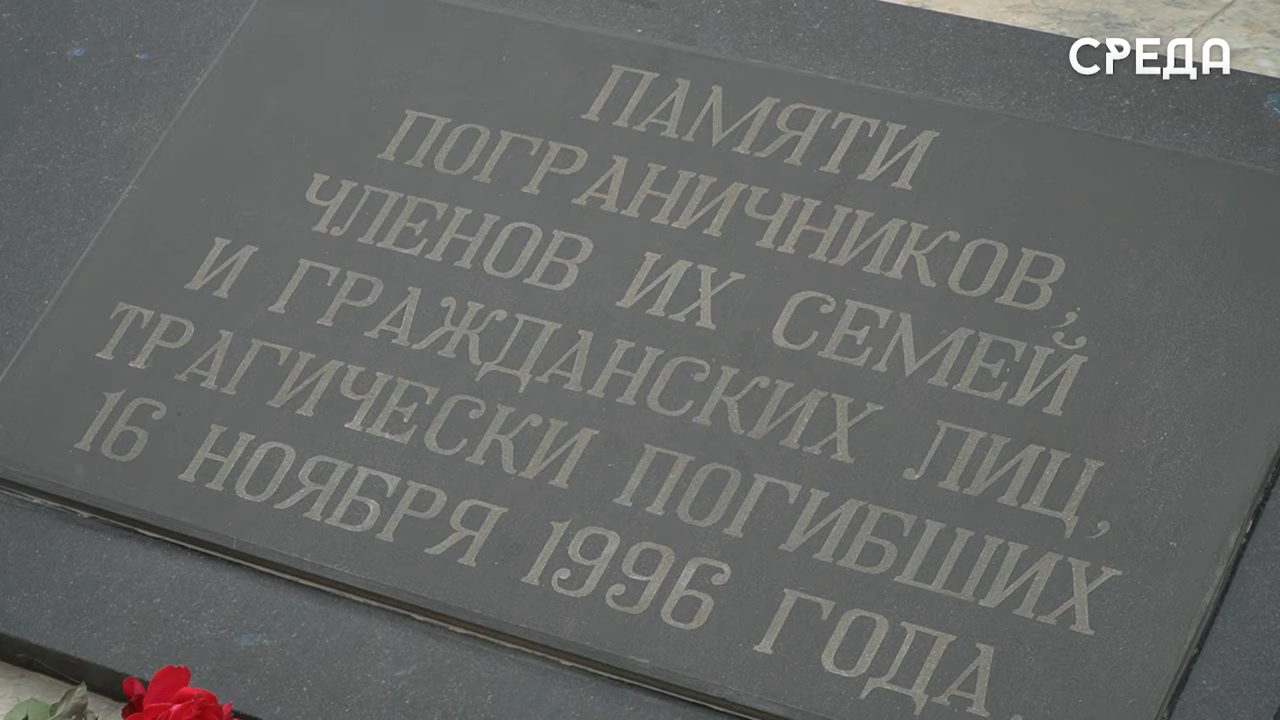 СРЕДА
ПАМЯТИ
ПОГРАНИЧНИКОВ,
ЧЛЕНОВ ИХ СЕМЕЙ
И ГРАЖДАНСКИХ ЛИЦ,
ТРАГИЧЕСКИ ПОГИБШИХ
16 НОЯБРЯ 1996 ГОДА.